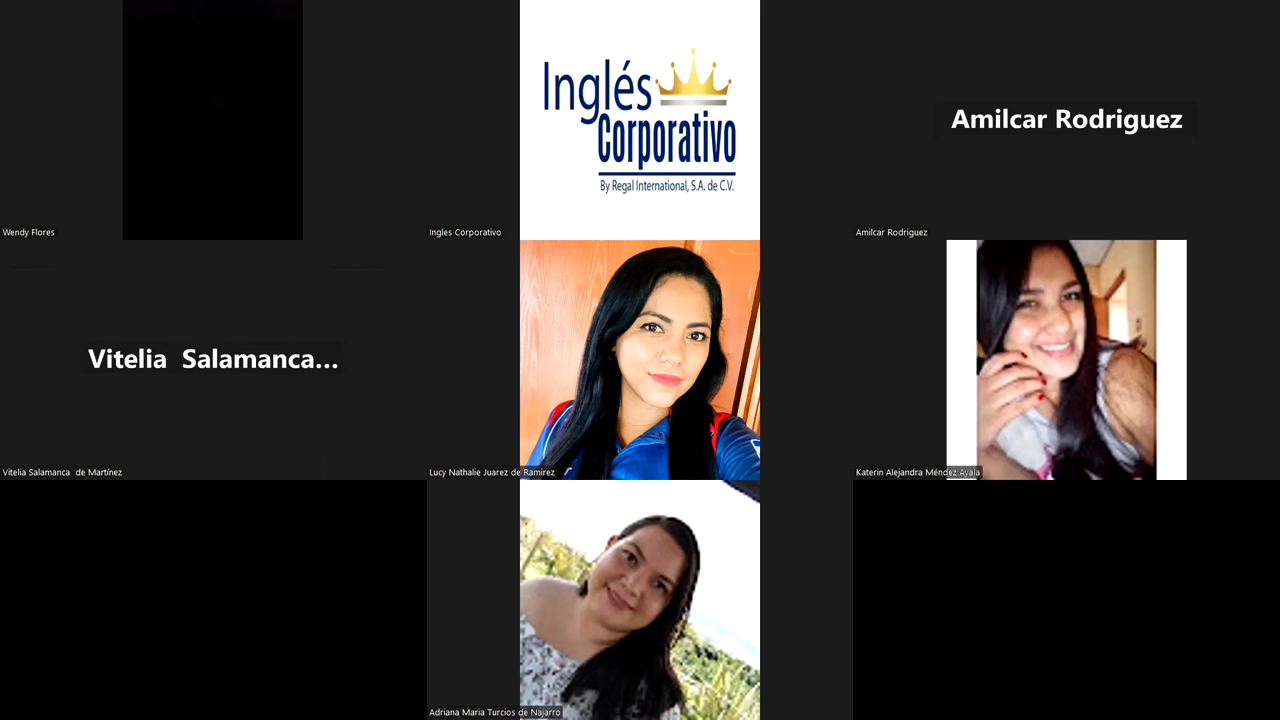 Inglés
Corporativo
By Regal International, S.A. de C.V.
Amilcar Rodriguez
Wendy Flores
Ingles Corporativo
Amilcar Rodriguez
Vitelia Salamanca...
Vitelia Salamanca de Martínez
Lucy Nathalie Juarez de Ramirez
Katerin Alejandra Méndez Ayala
Adriana Maria Turcios de Najarro